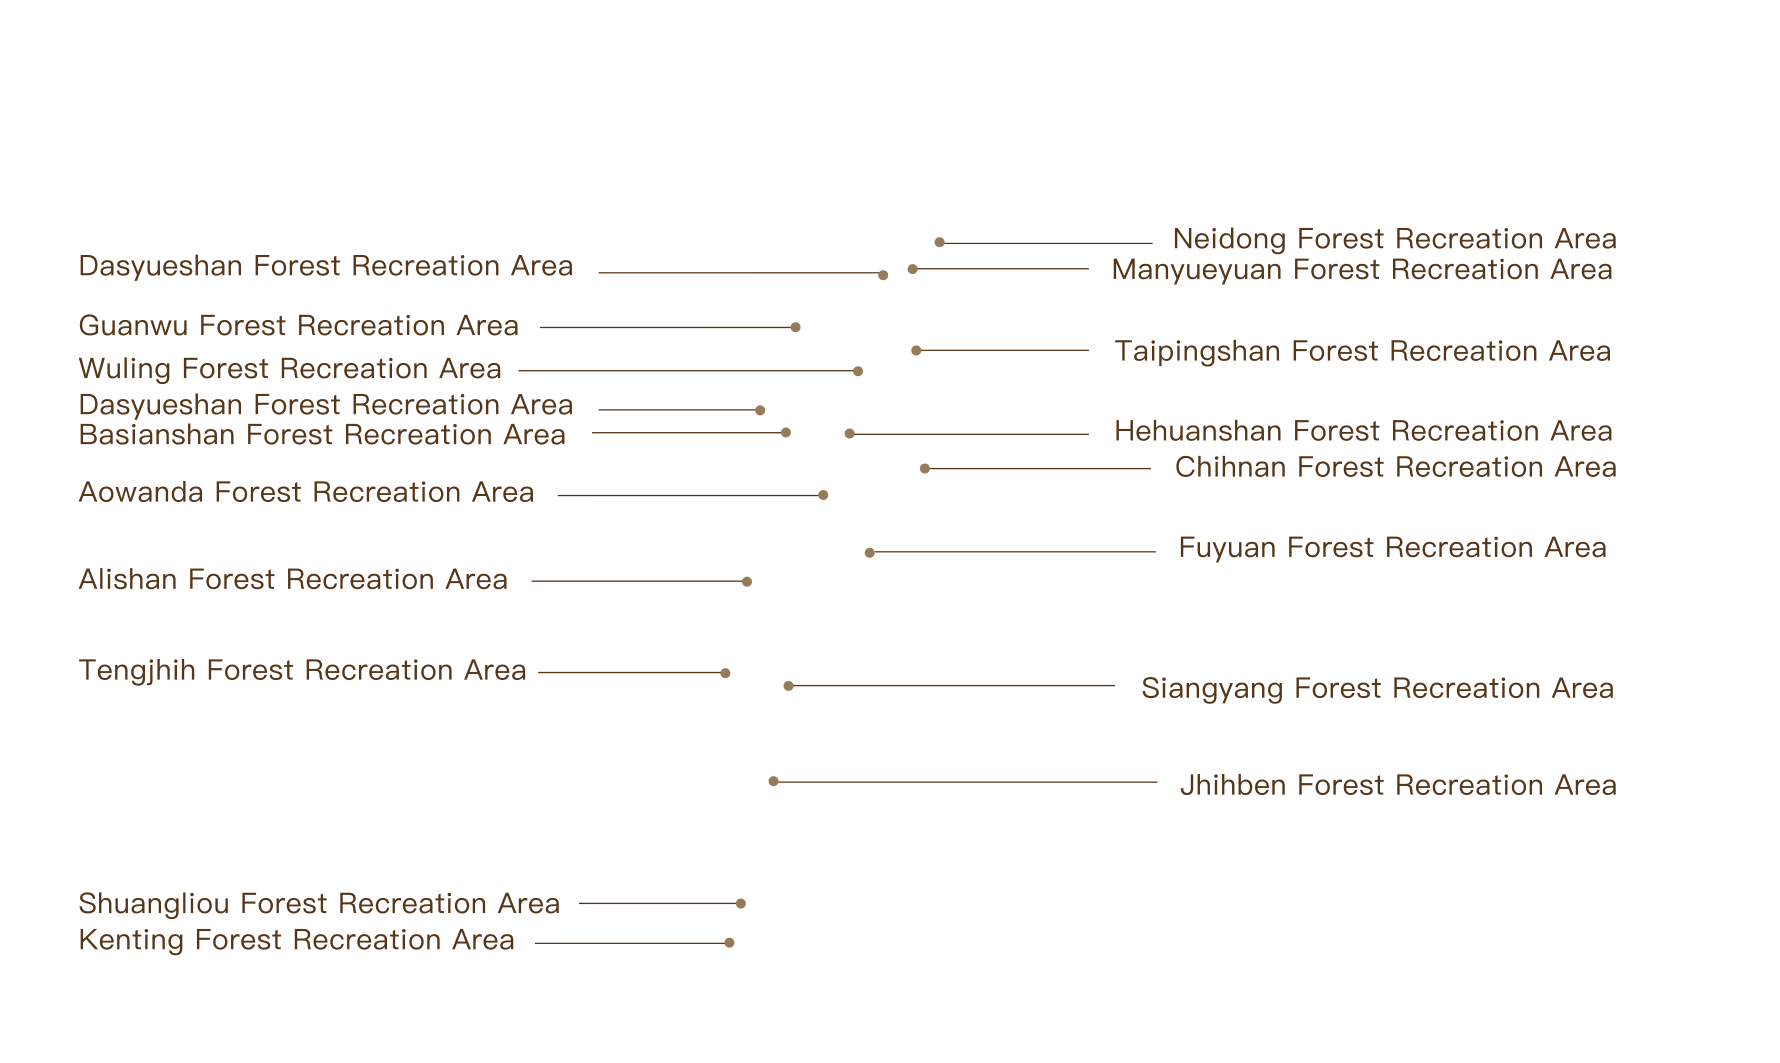 Dasyueshan Forest Recreation Area
Guanwu Forest Recreation Area
Wuling Forest Recreation Area
Dasyueshan Forest Recreation Area
Basianshan Forest Recreation Area
Aowanda Forest Recreation Area
Alishan Forest Recreation Area
Tengjhih Forest Recreation Area
Shuangliou Forest Recreation Area
Kenting Forest Recreation Area
Neidong Forest Recreation Area
Manyueyuan Forest Recreation Area
Taipingshan Forest Recreation Area
Hehuanshan Forest Recreation Area
Chihnan Forest Recreation Area
Fuyuan Forest Recreation Area
Siangyang Forest Recreation Area
Jhihben Forest Recreation Area